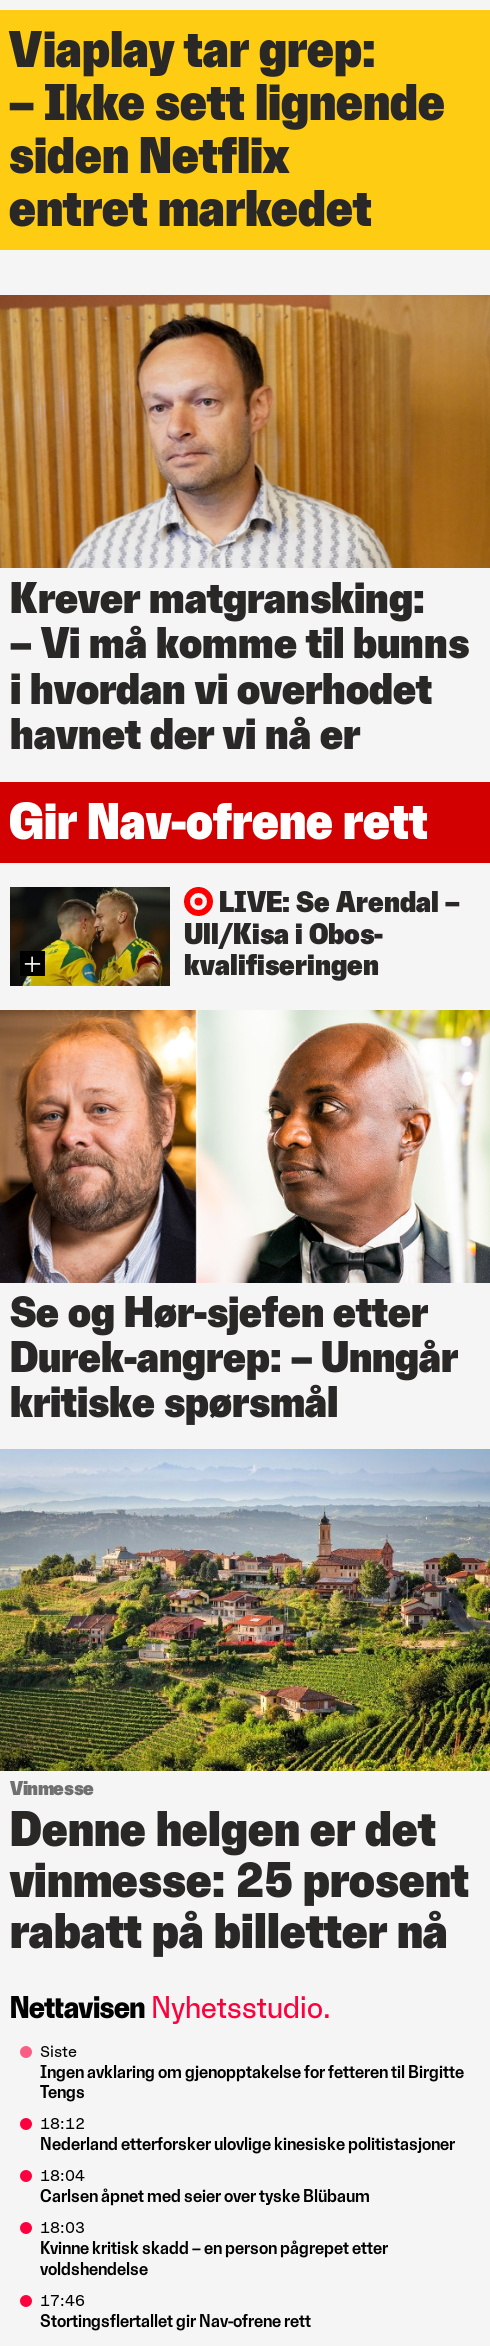 Viaplay tar grep:
– Ikke sett lignende
siden Netflix
entret markedet
Krever matgransking:
– Vi må komme til bunns
i hvordan vi overhodet
havnet der vi nå er
Gir Nav-ofrene rett
LIVE: Se Arendal –
Ull/Kisa i Obos-
kvalifiseringen
Se og Hør-sjefen etter
Durek-angrep: – Unngår
kritiske spørsmål
Vinmesse
Denne helgen er det
vinmesse: 25 prosent
rabatt på billetter nå
Nettavisen Nyhetsstudio.
Siste
Ingen avklaring om gjenopptakelse for fetteren til Birgitte
Tengs
18:12
Nederland etterforsker ulovlige kinesiske politistasjoner
18:04
Carlsen åpnet med seier over tyske Blübaum
18:03
Kvinne kritisk skadd – en person pågrepet etter
voldshendelse
17:46
Stortingsflertallet gir Nav-ofrene rett